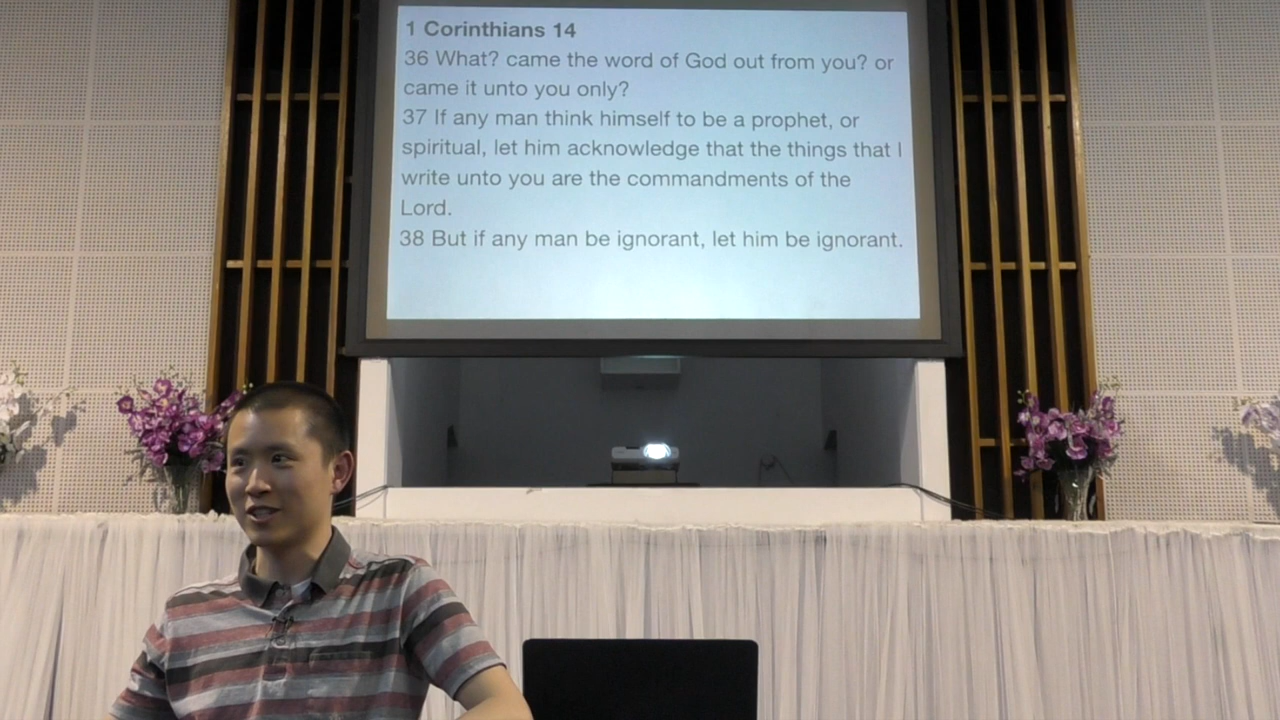 1 Corinthians 14
36 What? came the word of God out from you? or
came it unto you only?
37 If any man think himself to be a prophet, or
spiritual, let him acknowledge that the things that I
write unto you are the commandments of the
Lord.
38 But if any man be ignorant, let him be ignorant.